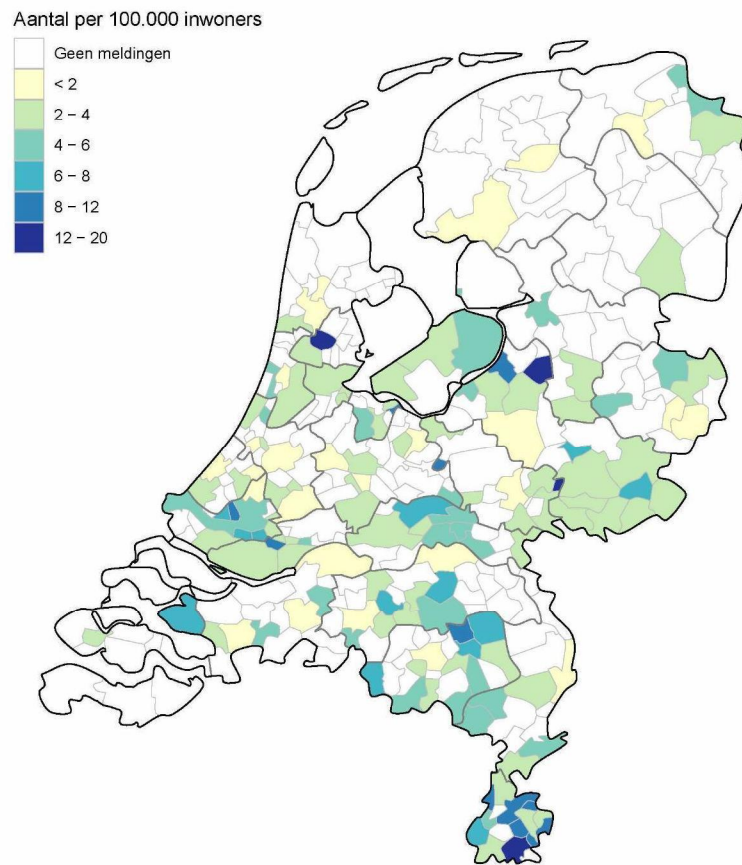 Aantal per 100.000 inwoners
Geen meldingen
< 2
2 – 4
4 – 6
6 – 8
8 – 12
12 – 20